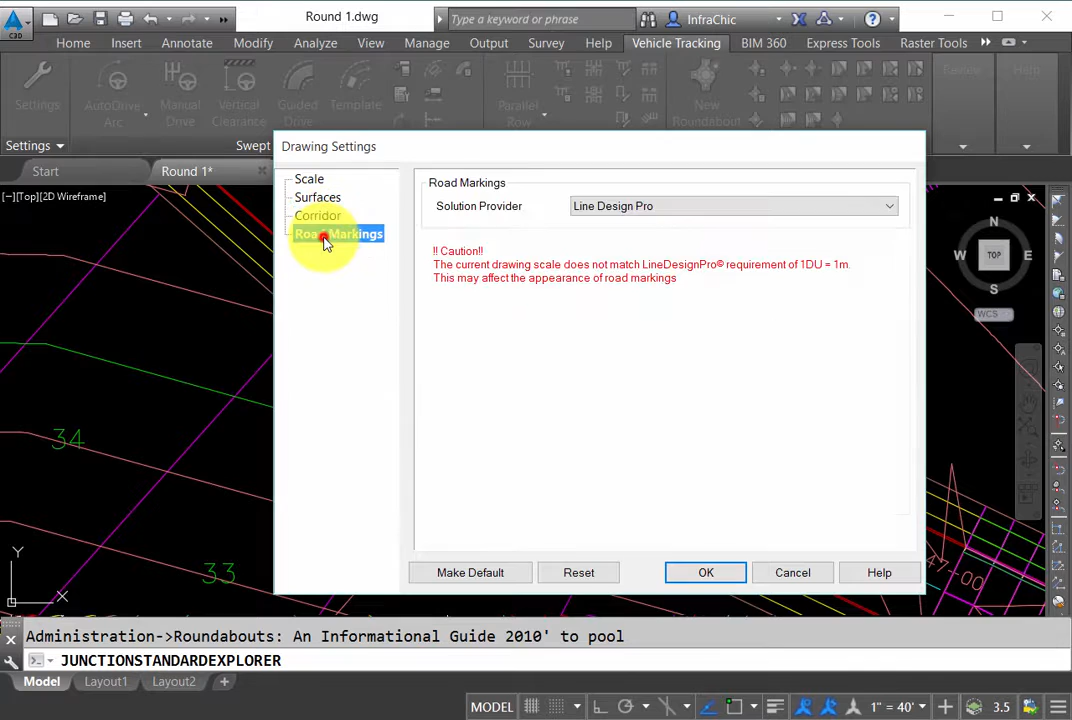 Round 1.dwg
Type a keyword or phrase
InfraChic
C3D
Home Insert Annotate Modify Analyze View Manage Output Survey Help Vehicle Tracking BIM 360 Express Tools Raster Tools
Settings
AutoDrive
Arc
Manual
Drive
Vertical
Clearance
Guided
Drive
Template
Parallel
Row
New
Roundabout
Review
Help
Settings
Swept
Start
Round 1*
[−][Top][2D Wireframe]
Drawing Settings
Scale
Surfaces
Corridor
Road Markings
Road Markings
Solution Provider
Line Design Pro
!! Caution!!
The current drawing scale does not match LineDesignPro© requirement of 1DU = 1m.
This may affect the appearance of road markings
Make Default
Reset
OK
Cancel
Help
N
W
TOP
E
S
WCS
34
33
47-00
Y
X
Administration->Roundabouts: An Informational Guide 2010' to pool
JUNCTIONSTANDARDEXPLORER
Model
Layout1
Layout2
MODEL
1" = 40'
3.5